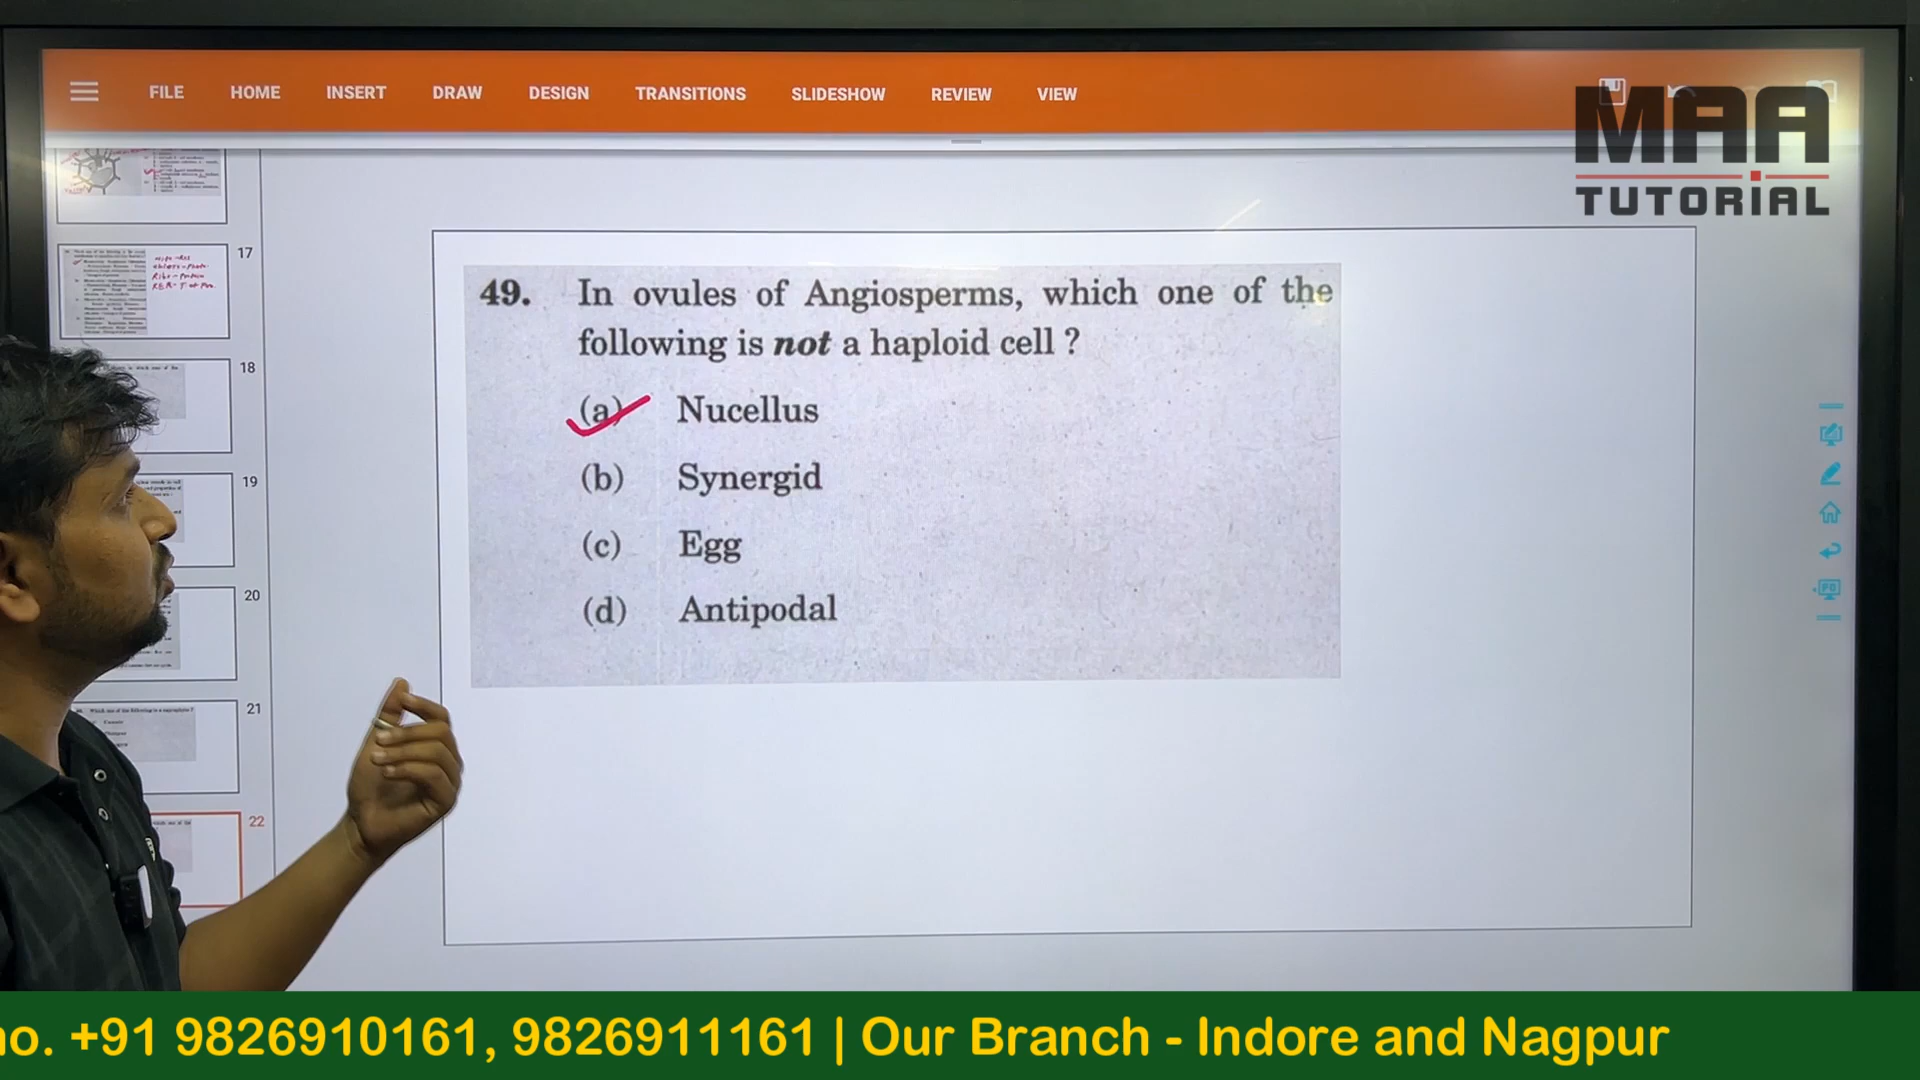 FILE HOME INSERT DRAW DESIGN TRANSITIONS SLIDESHOW REVIEW VIEW
MAA
TUTORIAL
17
18
19
20
21
22
49. In ovules of Angiosperms, which one of the
following is not a haploid cell ?
(a) Nucellus
(b) Synergid
(c) Egg
(d) Antipodal
no. +91 9826910161, 9826911161 | Our Branch - Indore and Nagpur